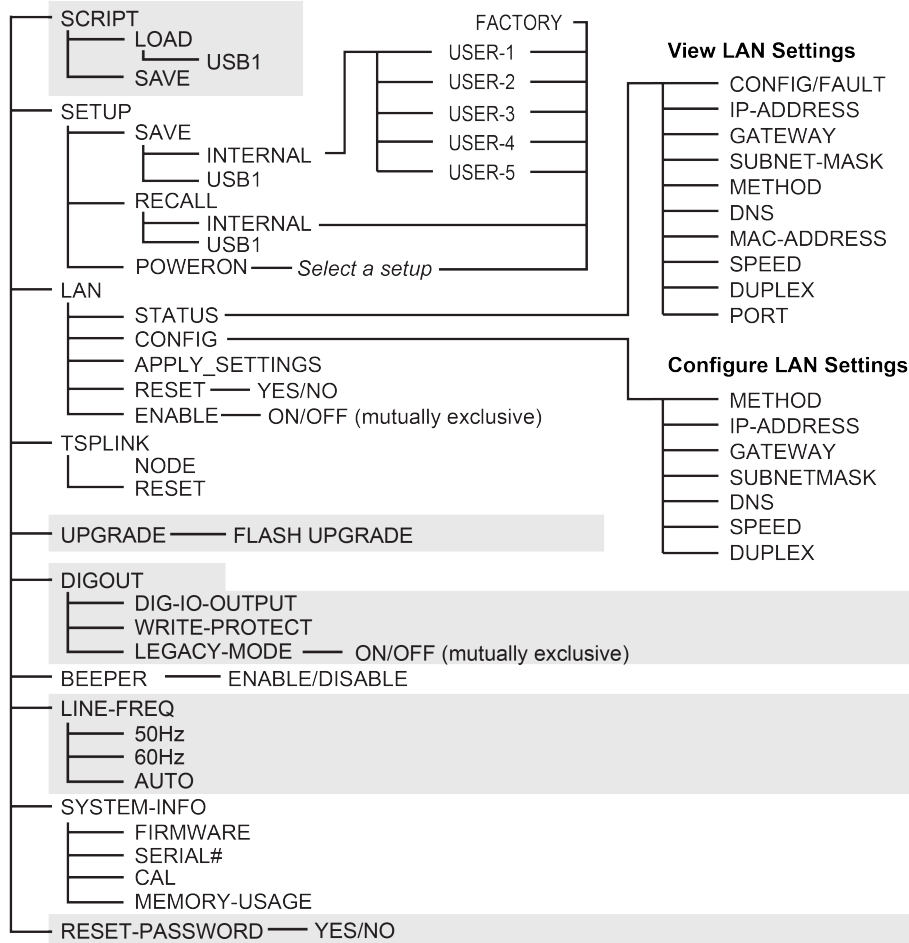 SCRIPT
LOAD
USB1
SAVE
SETUP
SAVE
INTERNAL
USB1
RECALL
INTERNAL
USB1
POWERON
Select a setup
FACTORY
USER-1
USER-2
USER-3
USER-4
USER-5
LAN
STATUS
CONFIG
APPLY_SETTINGS
RESET
YES/NO
ENABLE
ON/OFF (mutually exclusive)
View LAN Settings
CONFIG/FAULT
IP-ADDRESS
GATEWAY
SUBNET-MASK
METHOD
DNS
MAC-ADDRESS
SPEED
DUPLEX
PORT
Configure LAN Settings
METHOD
IP-ADDRESS
GATEWAY
SUBNETMASK
DNS
SPEED
DUPLEX
TSPLINK
NODE
RESET
UPGRADE
FLASH UPGRADE
DIGOUT
DIG-IO-OUTPUT
WRITE-PROTECT
LEGACY-MODE
ON/OFF (mutually exclusive)
BEEPER
ENABLE/DISABLE
LINE-FREQ
50Hz
60Hz
AUTO
SYSTEM-INFO
FIRMWARE
SERIAL#
CAL
MEMORY-USAGE
RESET-PASSWORD
YES/NO